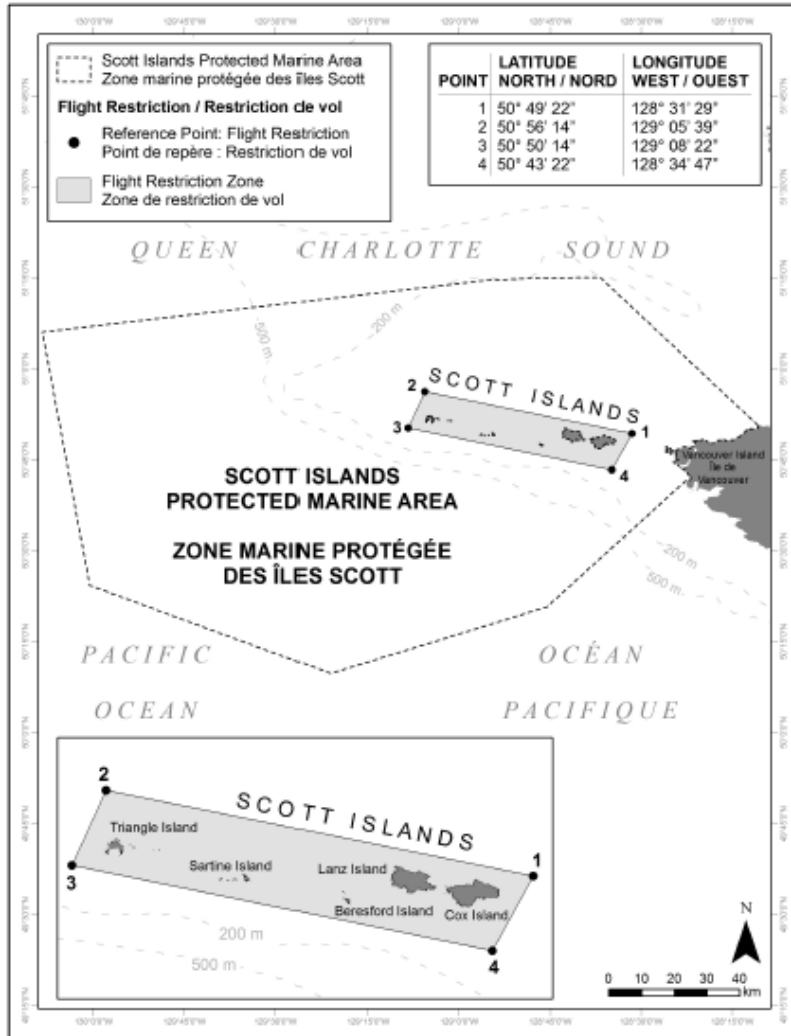 Scott Islands Protected Marine Area
Zone marine protégée des îles Scott
Flight Restriction / Restriction de vol
Reference Point: Flight Restriction
Point de repère : Restriction de vol
Flight Restriction Zone
Zone de restriction de vol
POINT LATITUDE NORTH / NORD LONGITUDE WEST / OUEST
1 50° 49' 22" 128° 31' 29"
2 50° 56' 14" 129° 05' 39"
3 50° 50' 14" 129° 08' 22"
4 50° 43' 22" 128° 34' 47"
QUEEN CHARLOTTE SOUND
500 m
200 m
SCOTT ISLANDS
2
3
1
4
Vancouver Island
Île de
Vancouver
SCOTT ISLANDS
PROTECTED MARINE AREA
ZONE MARINE PROTÉGÉE
DES ÎLES SCOTT
200 m
500 m
PACIFIC
OCEAN
OCÉAN
PACIFIQUE
SCOTT ISLANDS
2
Triangle Island
3
Sartine Island
Lanz Island
Beresford Island
Cox Island
1
4
200 m
500 m
N
0 10 20 30 40
km